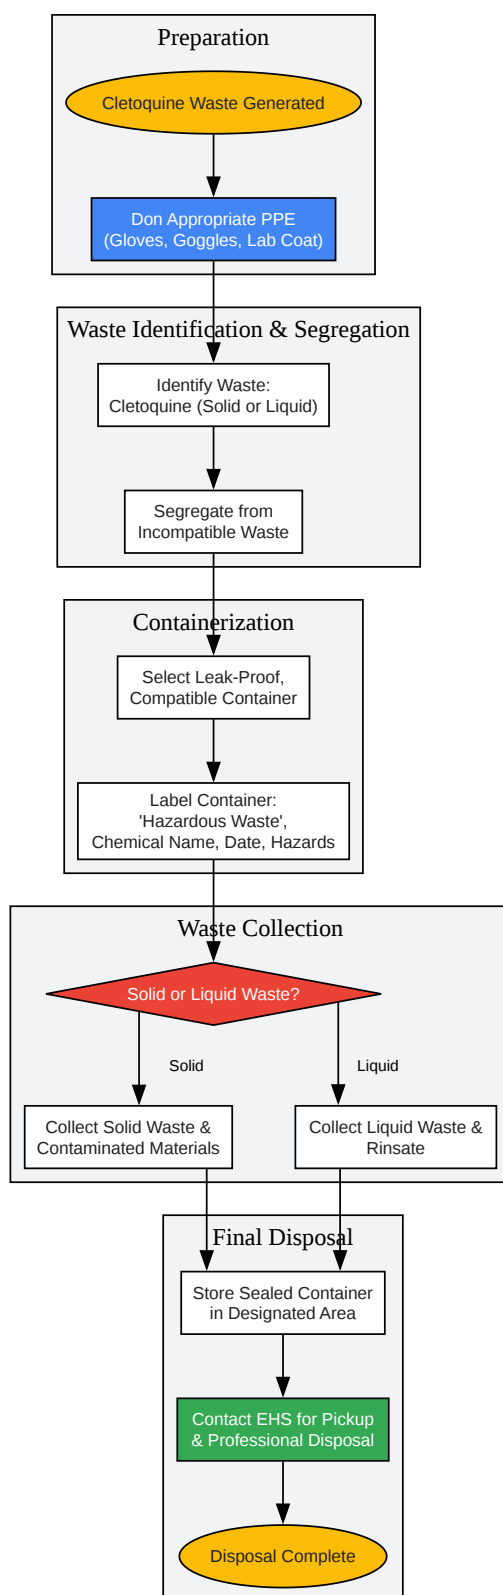 Preparation
Cletoquine Waste Generated
Don Appropriate PPE
(Gloves, Goggles, Lab Coat)
Waste Identification & Segregation
Identify Waste:
Cletoquine (Solid or Liquid)
Segregate from
Incompatible Waste
Containerization
Select Leak-Proof,
Compatible Container
Label Container:
'Hazardous Waste',
Chemical Name, Date, Hazards
Waste Collection
Solid or Liquid Waste?
Solid
Liquid
Collect Solid Waste &
Contaminated Materials
Collect Liquid Waste &
Rinsate
Final Disposal
Store Sealed Container
in Designated Area
Contact EHS for Pickup
& Professional Disposal
Disposal Complete